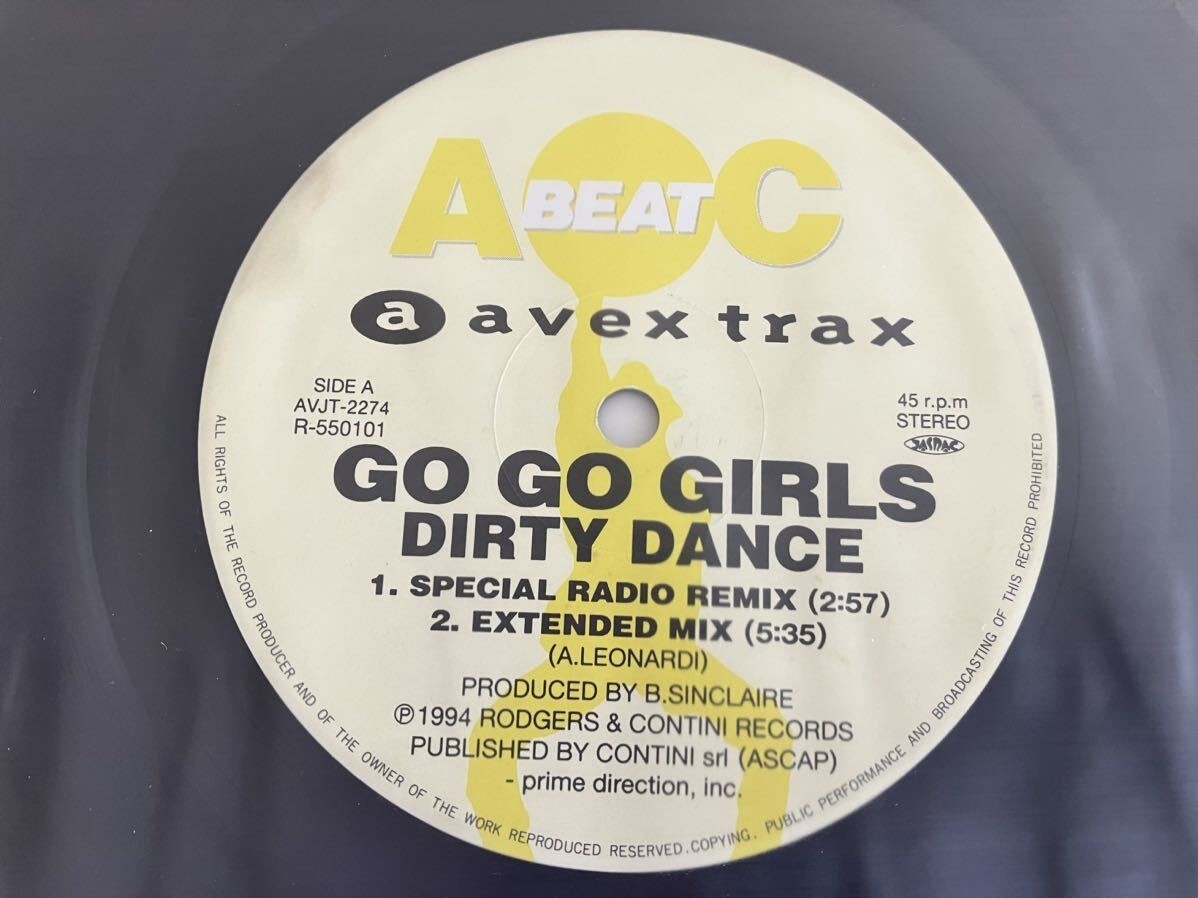 A BEAT C
a avex trax
SIDE A
AVJT-2274
R-550101
45 r.p.m
STEREO
JASRAC
GO GO GIRLS
DIRTY DANCE
1. SPECIAL RADIO REMIX (2:57)
2. EXTENDED MIX (5:35)
(A.LEONARDI)
PRODUCED BY B.SINCLAIRE
℗1994 RODGERS & CONTINI RECORDS
PUBLISHED BY CONTINI srl (ASCAP)
- prime direction, inc.
ALL RIGHTS OF THE RECORD PRODUCER AND OF THE OWNER OF THE WORK REPRODUCED RESERVED.COPYING. PUBLIC PERFORMANCE AND BROADCASTING OF THIS RECORD PROHIBITED